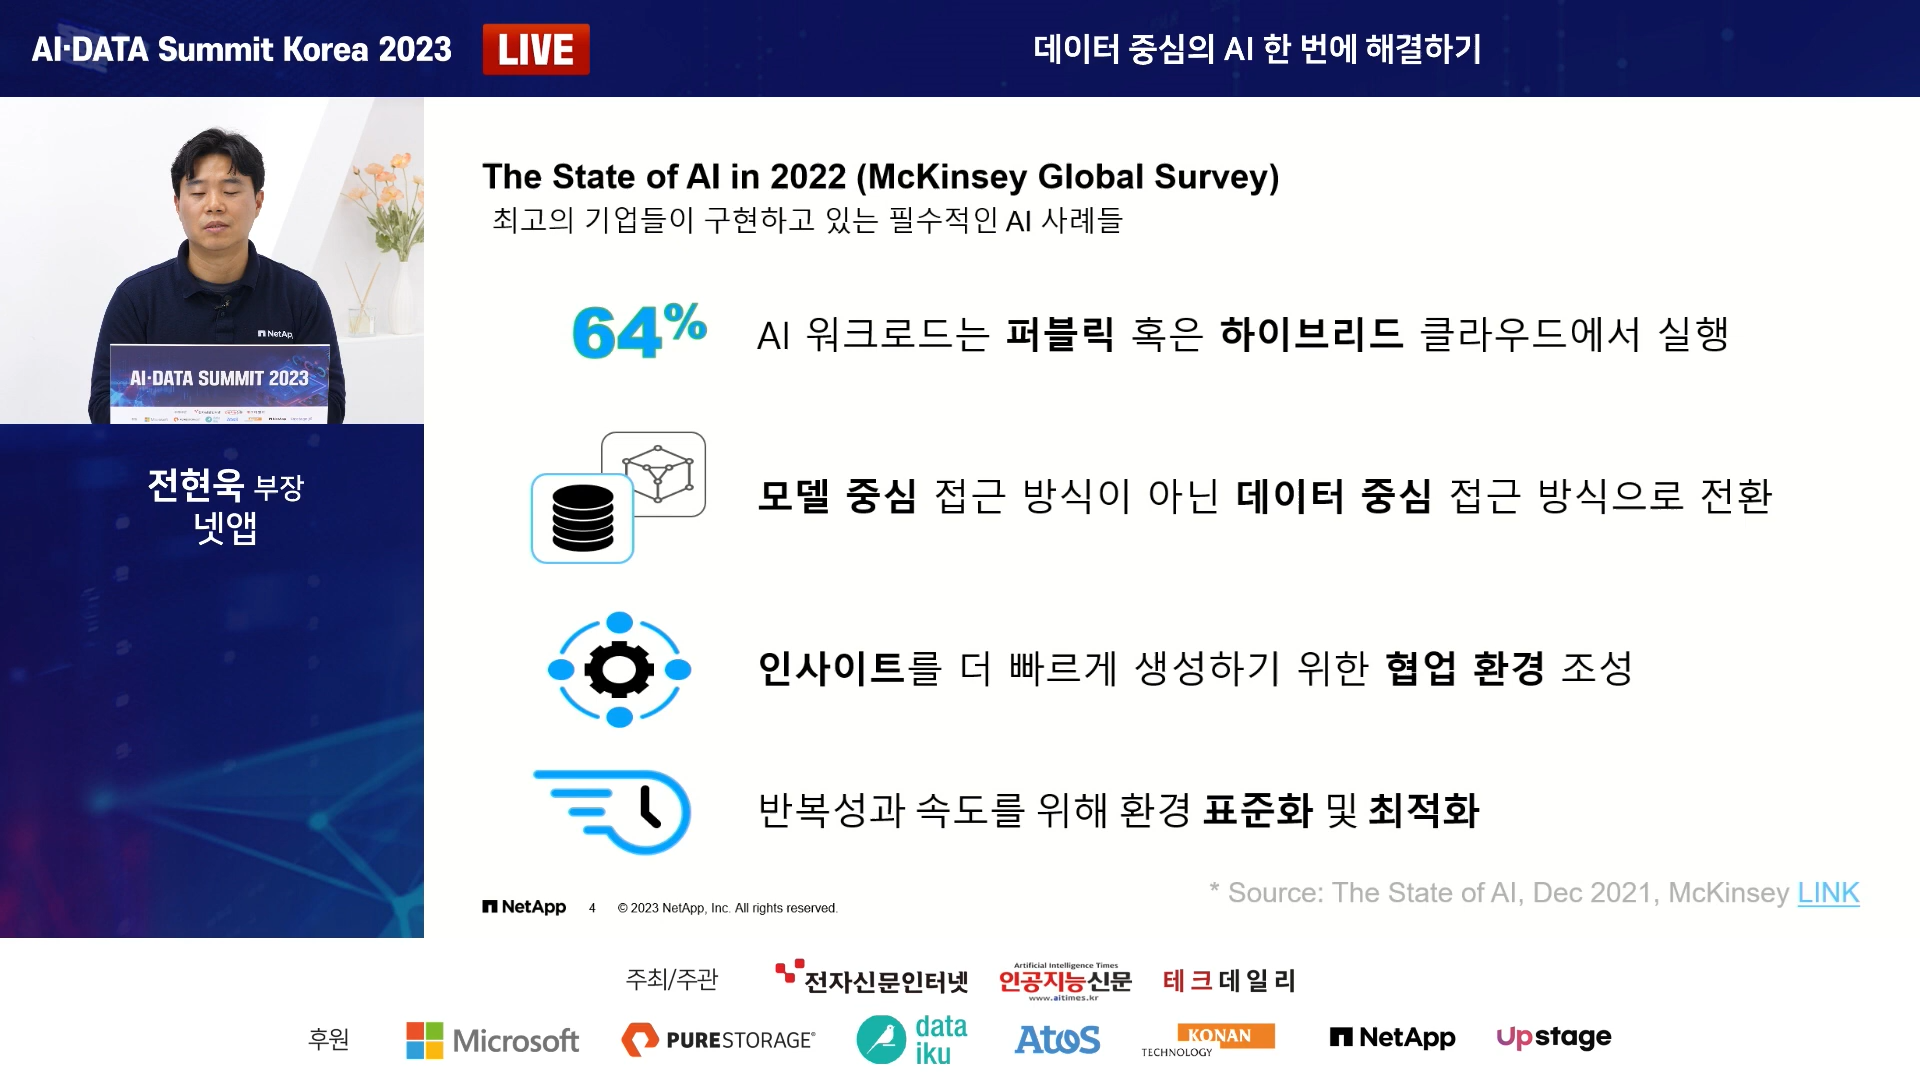 AI·DATA Summit Korea 2023
LIVE
데이터 중심의 AI 한 번에 해결하기
NetApp
AI·DATA SUMMIT 2023
전현욱 부장
넷앱
The State of AI in 2022 (McKinsey Global Survey)
최고의 기업들이 구현하고 있는 필수적인 AI 사례들
64%
AI 워크로드는 퍼블릭 혹은 하이브리드 클라우드에서 실행
모델 중심 접근 방식이 아닌 데이터 중심 접근 방식으로 전환
인사이트를 더 빠르게 생성하기 위한 협업 환경 조성
반복성과 속도를 위해 환경 표준화 및 최적화
* Source: The State of AI, Dec 2021, McKinsey LINK
NetApp 4 © 2023 NetApp, Inc. All rights reserved.
주최/주관
전자신문인터넷
Artificial Intelligence Times
인공지능신문
www.aitimes.kr
테크데일리
후원
Microsoft
PURESTORAGE®
data
iku
Atos
KONAN
TECHNOLOGY
NetApp
Upstage